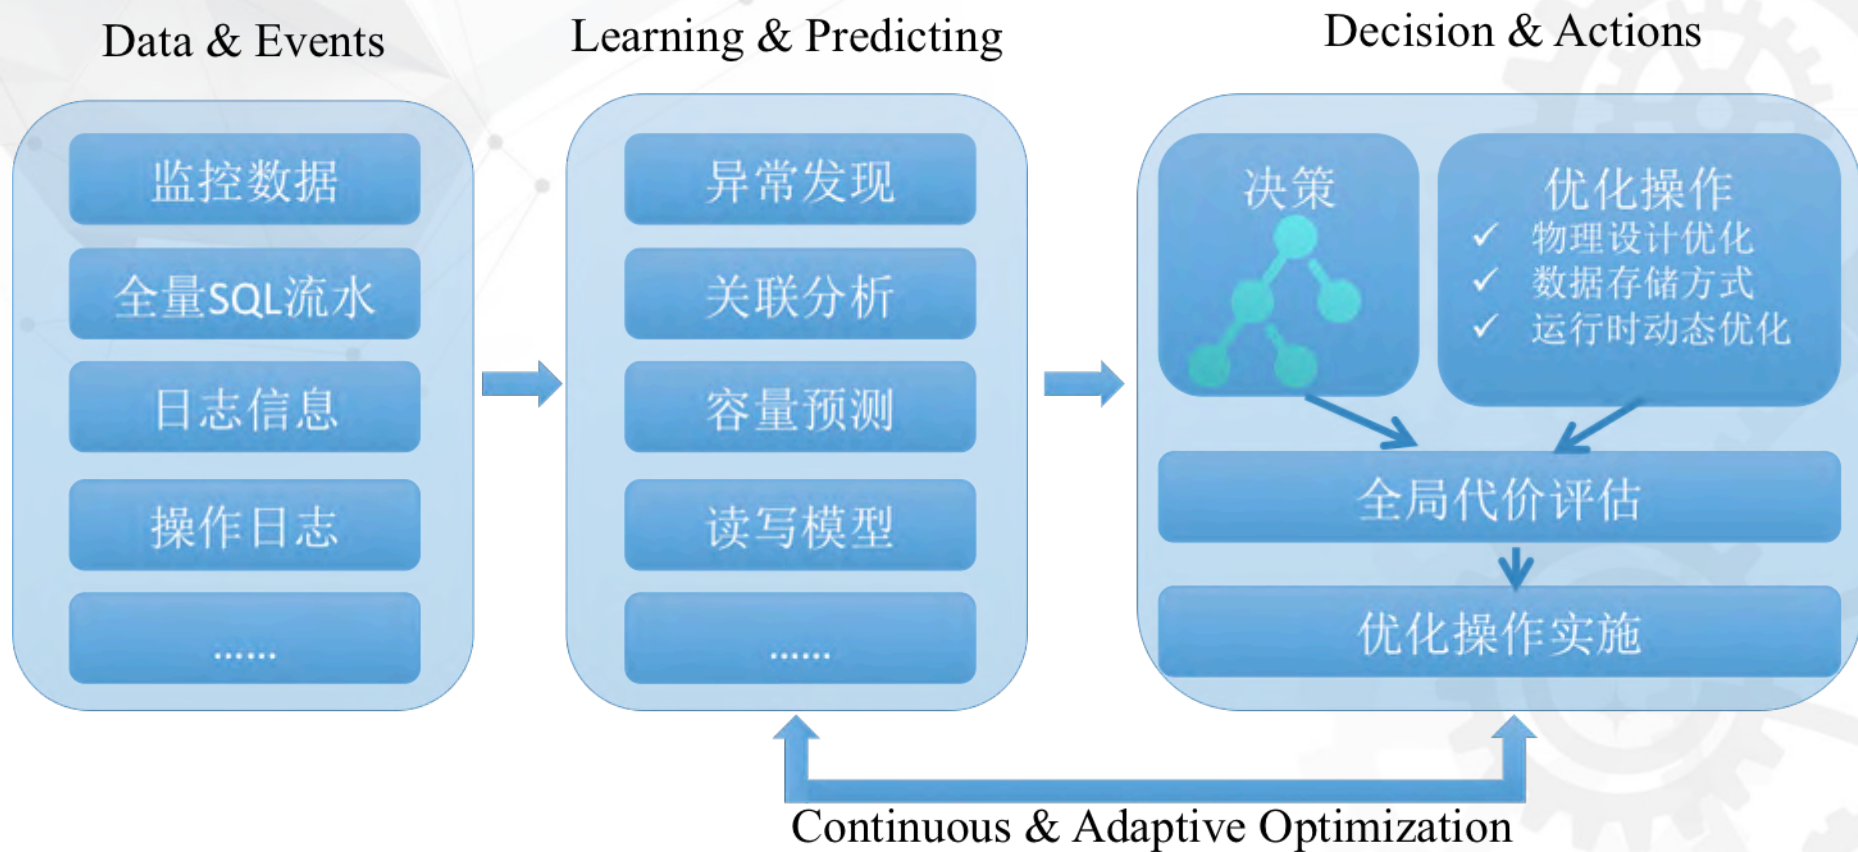 Data & Events
监控数据
全量SQL流水
日志信息
操作日志
......
Learning & Predicting
异常发现
关联分析
容量预测
读写模型
......
Decision & Actions
决策
优化操作
✓ 物理设计优化
✓ 数据存储方式
✓ 运行时动态优化
全局代价评估
优化操作实施
Continuous & Adaptive Optimization